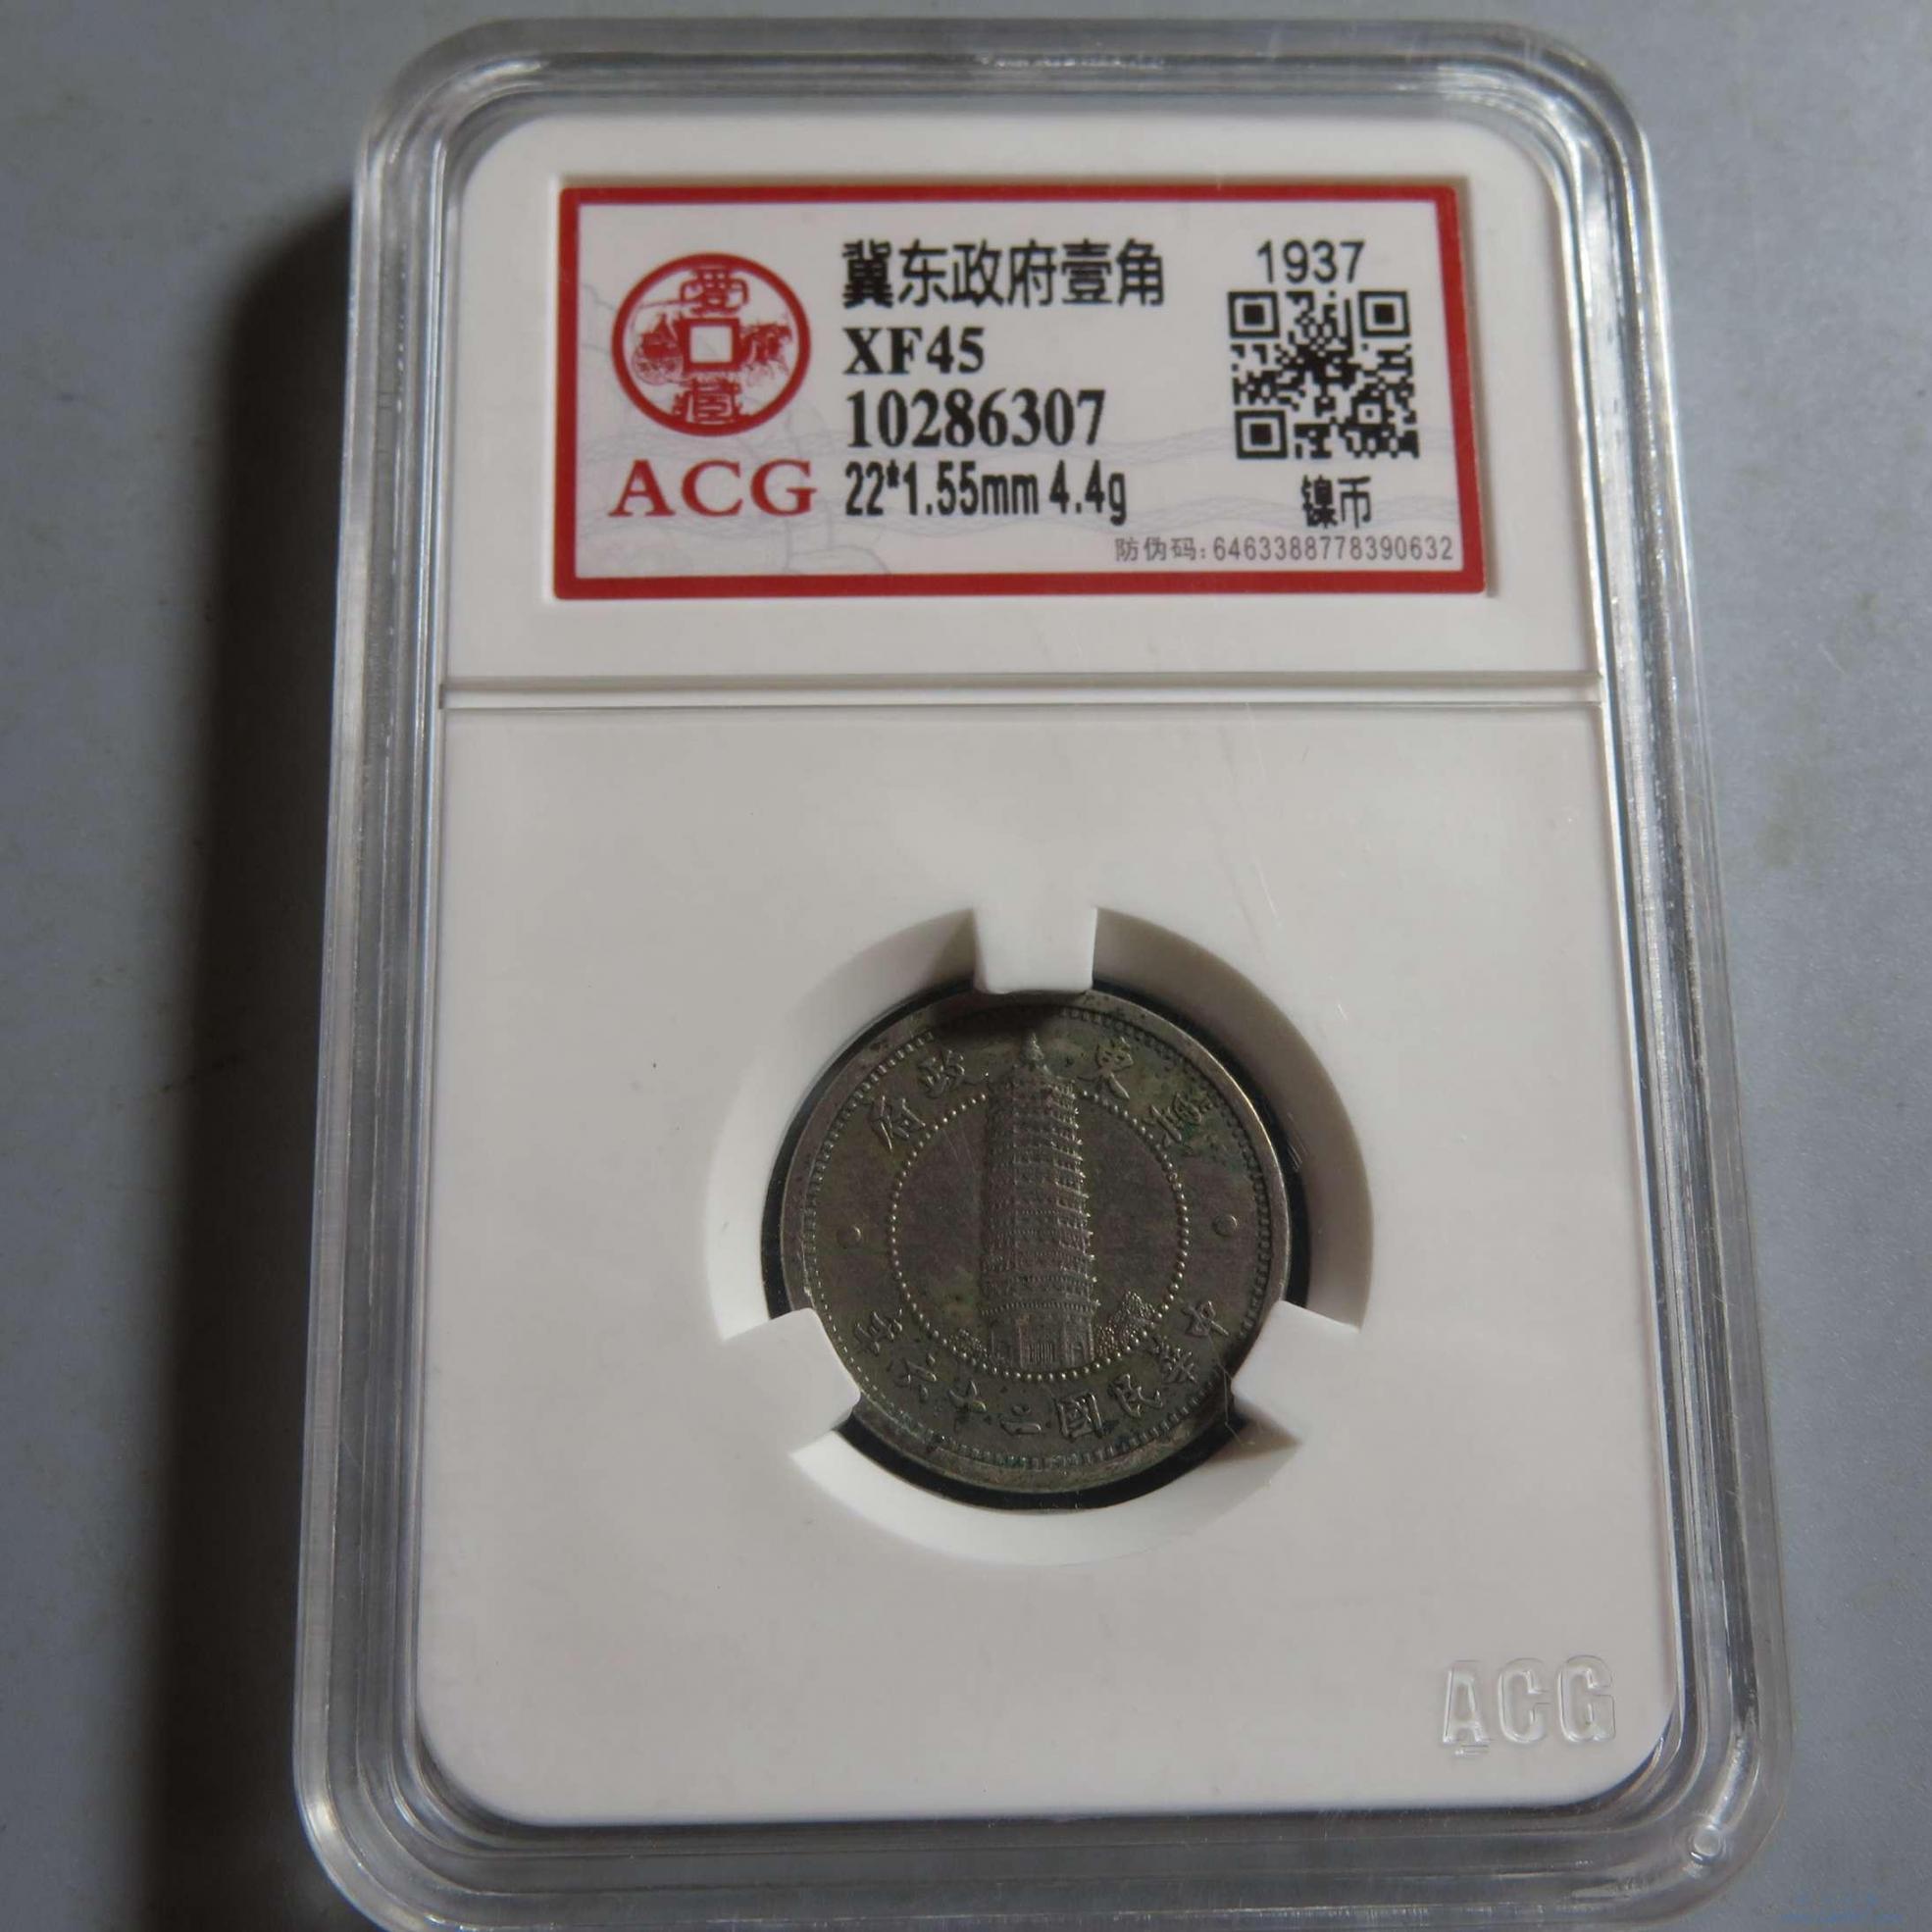 冀东政府壹角
1937
XF45
10286307
ACG
22*1.55mm 4.4g
镍币
防伪码:6463388778390632
愛
冀東政府
中華民國二十六年
ACG